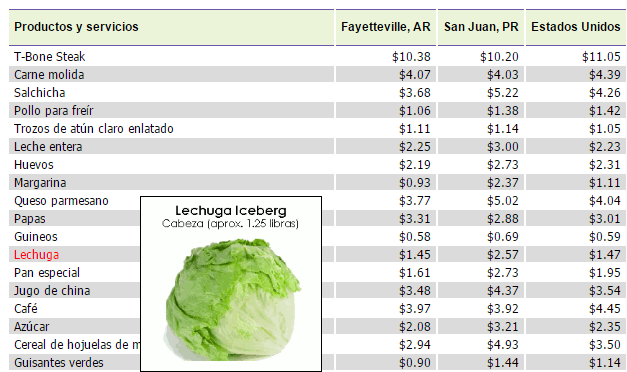 Productos y servicios Fayetteville, AR San Juan, PR Estados Unidos
T-Bone Steak $10.38 $10.20 $11.05
Carne molida $4.07 $4.03 $4.39
Salchicha $3.68 $5.22 $4.26
Pollo para freír $1.06 $1.38 $1.42
Trozos de atún claro enlatado $1.11 $1.14 $1.05
Leche entera $2.25 $3.00 $2.23
Huevos $2.19 $2.73 $2.31
Margarina $0.93 $2.37 $1.11
Queso parmesano $3.77 $5.02 $4.04
Papas $3.31 $2.88 $3.01
Guineos $0.58 $0.69 $0.59
Lechuga $1.45 $2.57 $1.47
Pan especial $1.61 $2.73 $1.95
Jugo de china $3.48 $4.37 $3.54
Café $3.97 $3.92 $4.45
Azúcar $2.08 $3.21 $2.35
Cereal de hojuelas de $2.94 $4.93 $3.50
Guisantes verdes $0.90 $1.44 $1.14
Lechuga Iceberg
Cabeza (aprox. 1.25 libras)